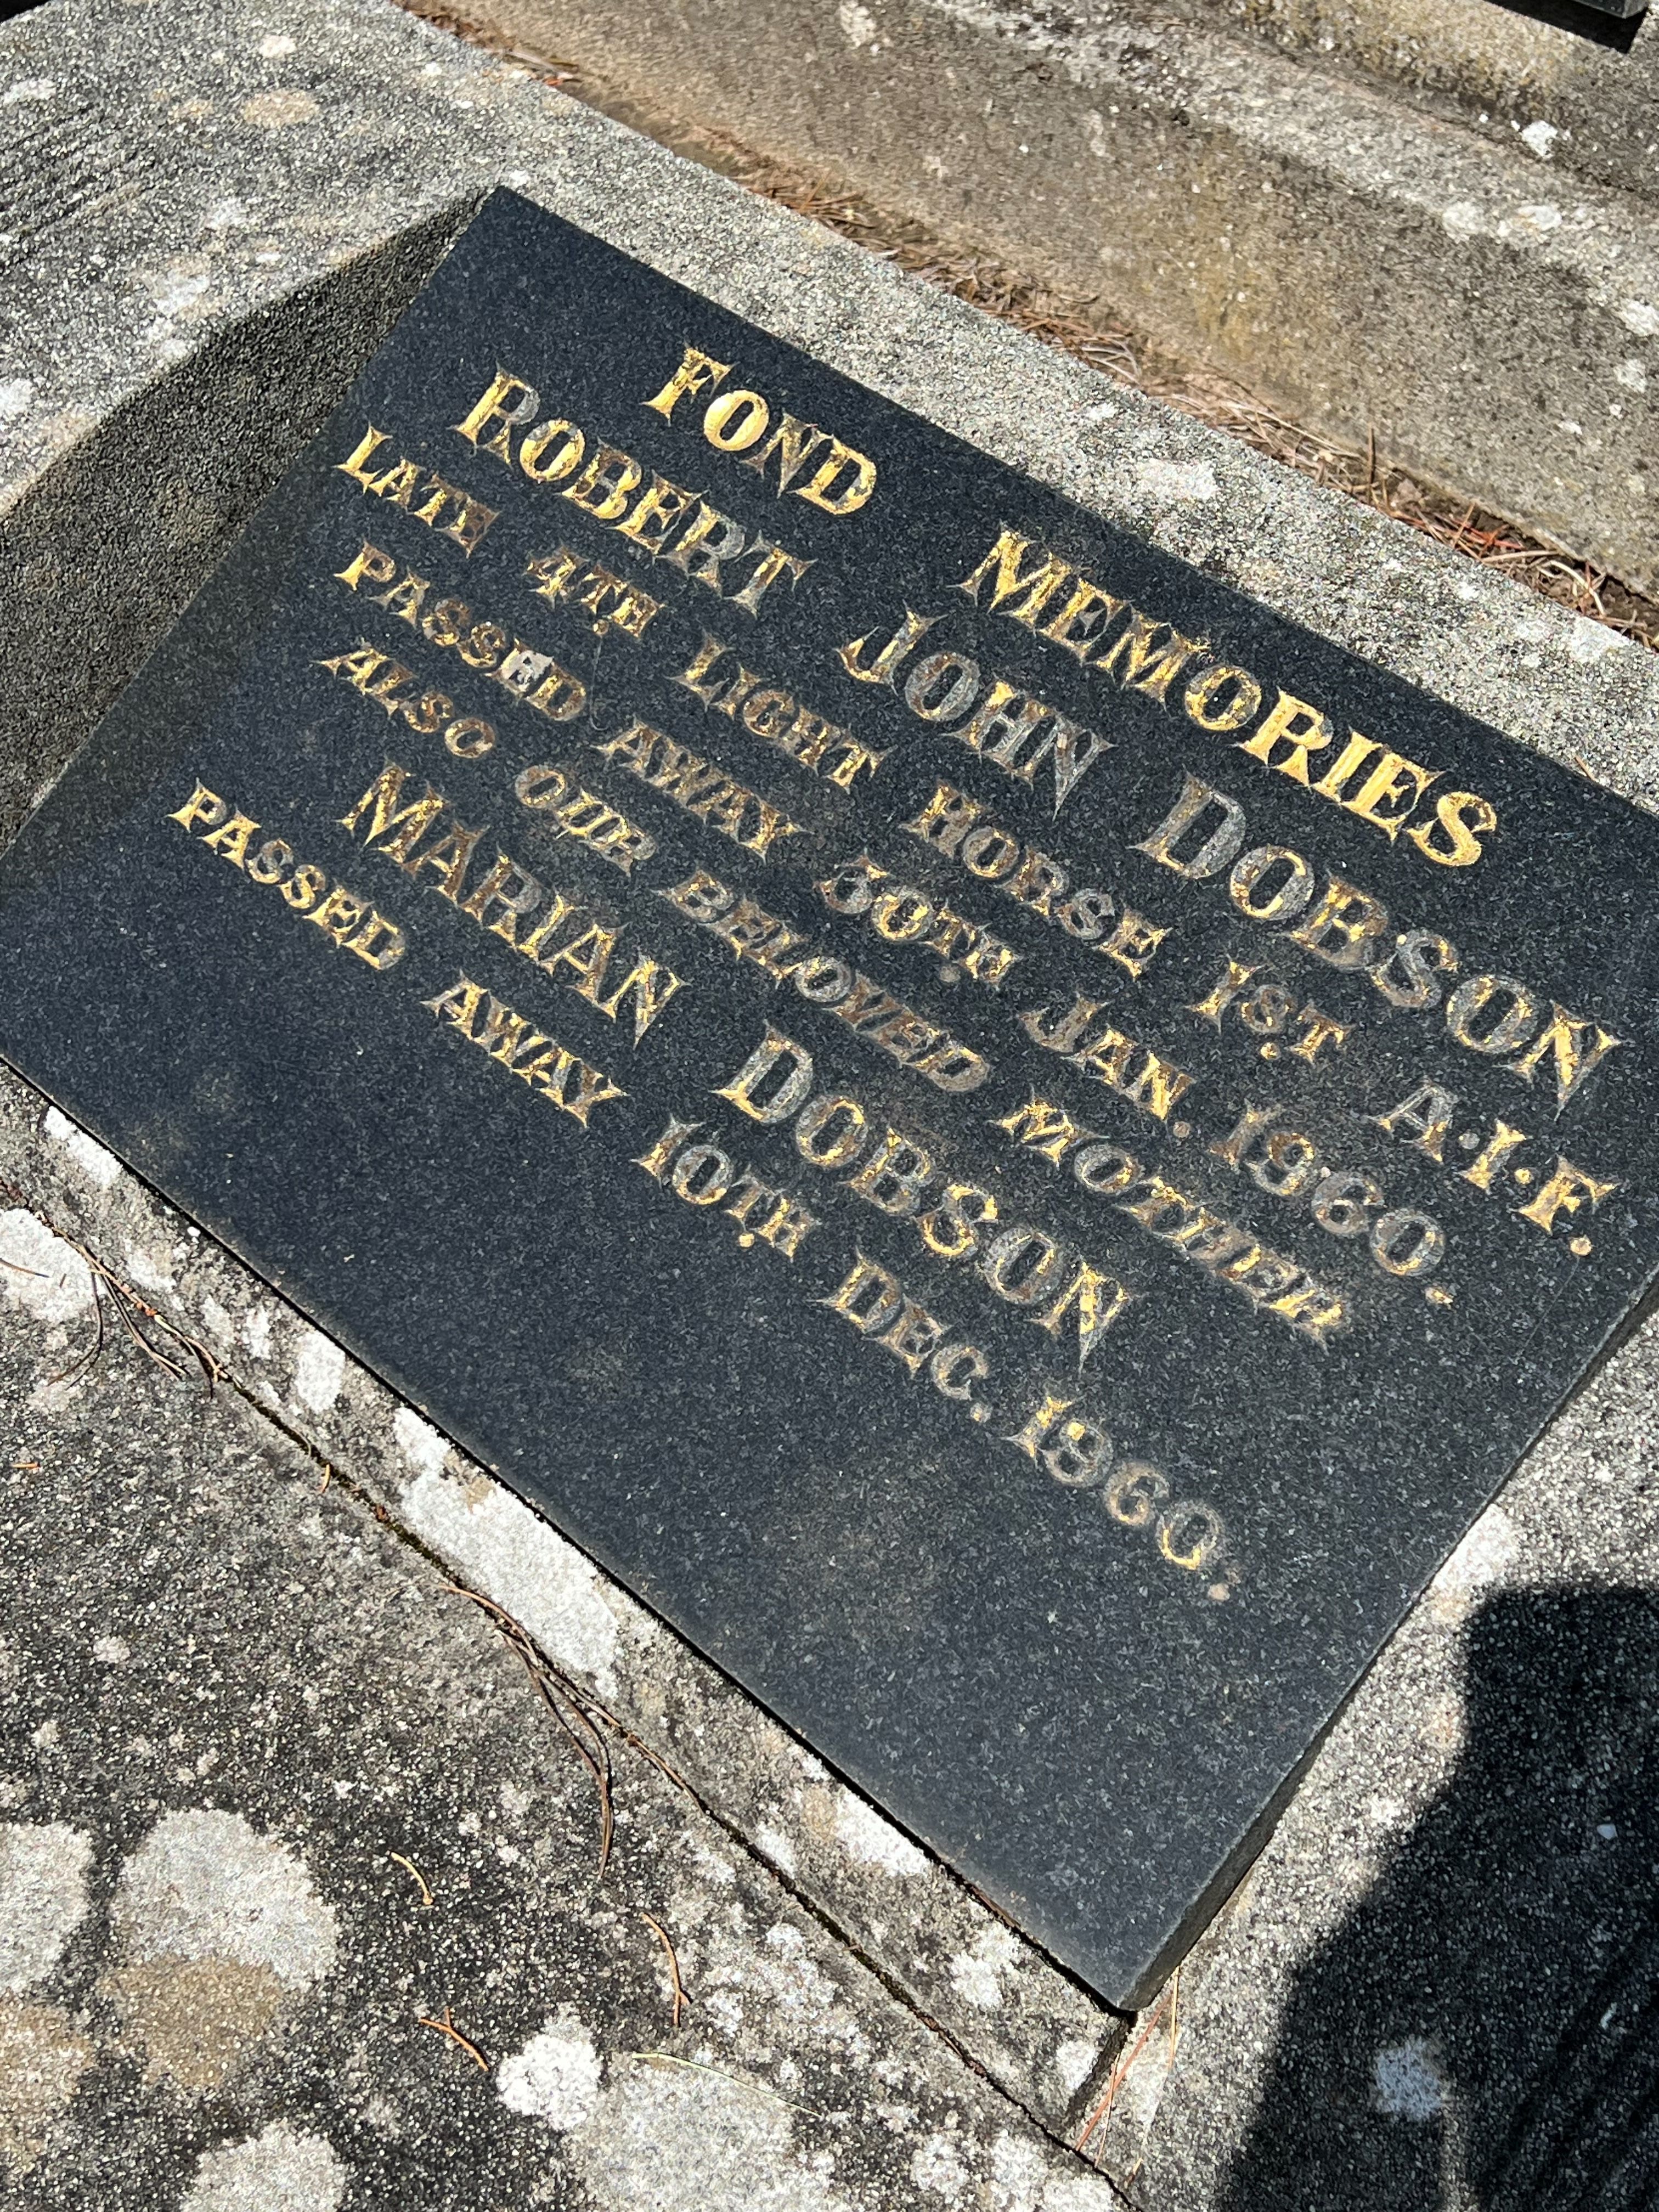 FOND MEMORIES
ROBERT JOHN DOBSON
LATE 4TH LIGHT HORSE 1ST A.I.F.
PASSED AWAY 30TH JAN. 1960.
ALSO OUR BELOVED MOTHER
MARIAN DOBSON
PASSED AWAY 10TH DEC. 1960.